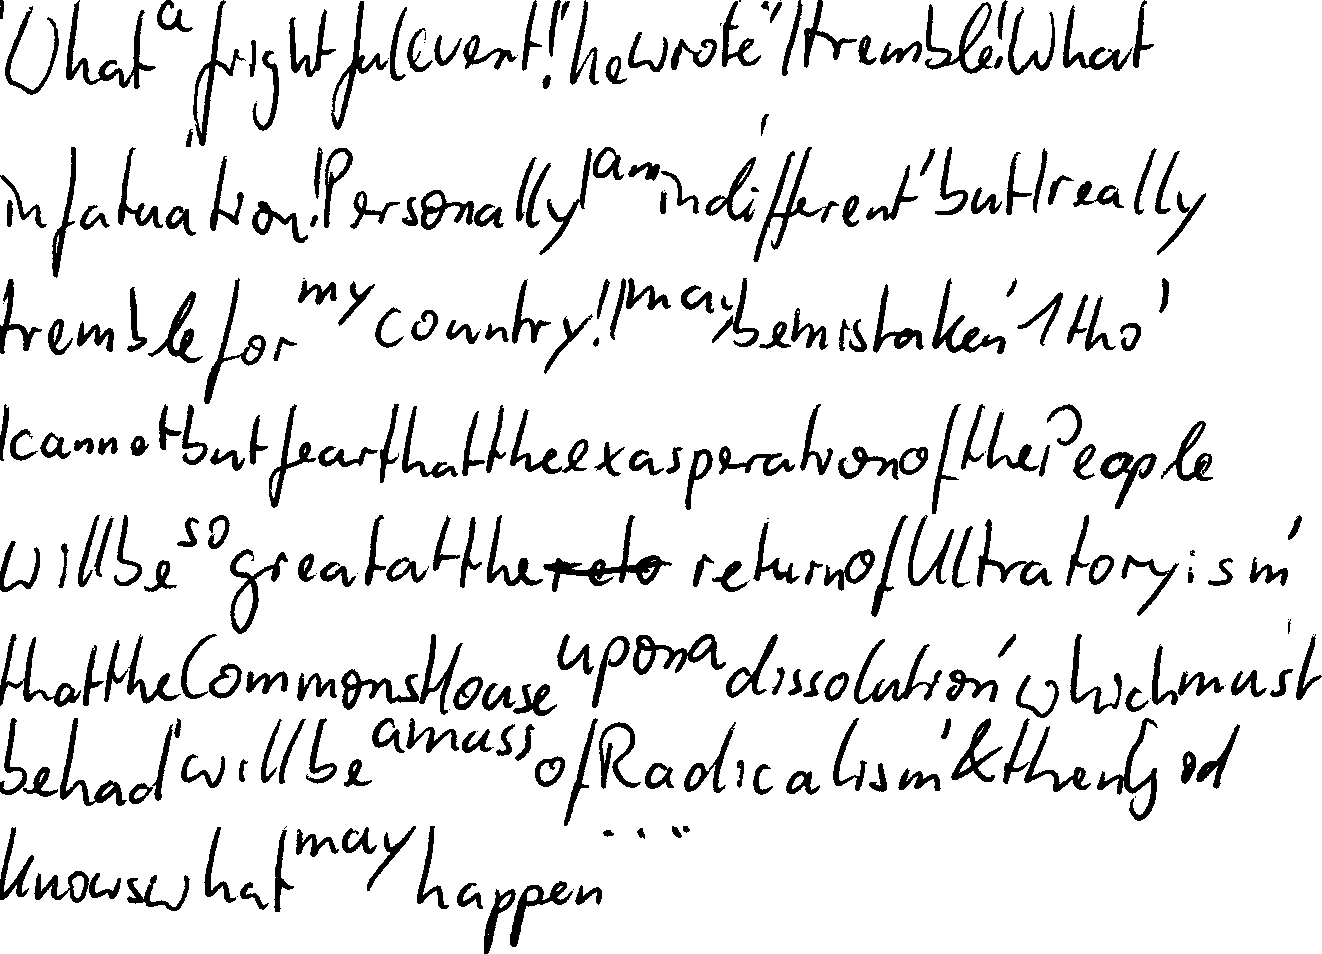 'What a frightful event!' he wrote "I tremble! What
infatuation! Personally I am indifferent' but I really
tremble for my country! I may be mistaken' 1 tho'
I cannot but fear that the exasperation of the People
will be so great at the reto return of Ultratoryism'
that the Commons House upon a dissolution' which must
be had' will be a mass of Radicalism' & then God
knows what may happen ...